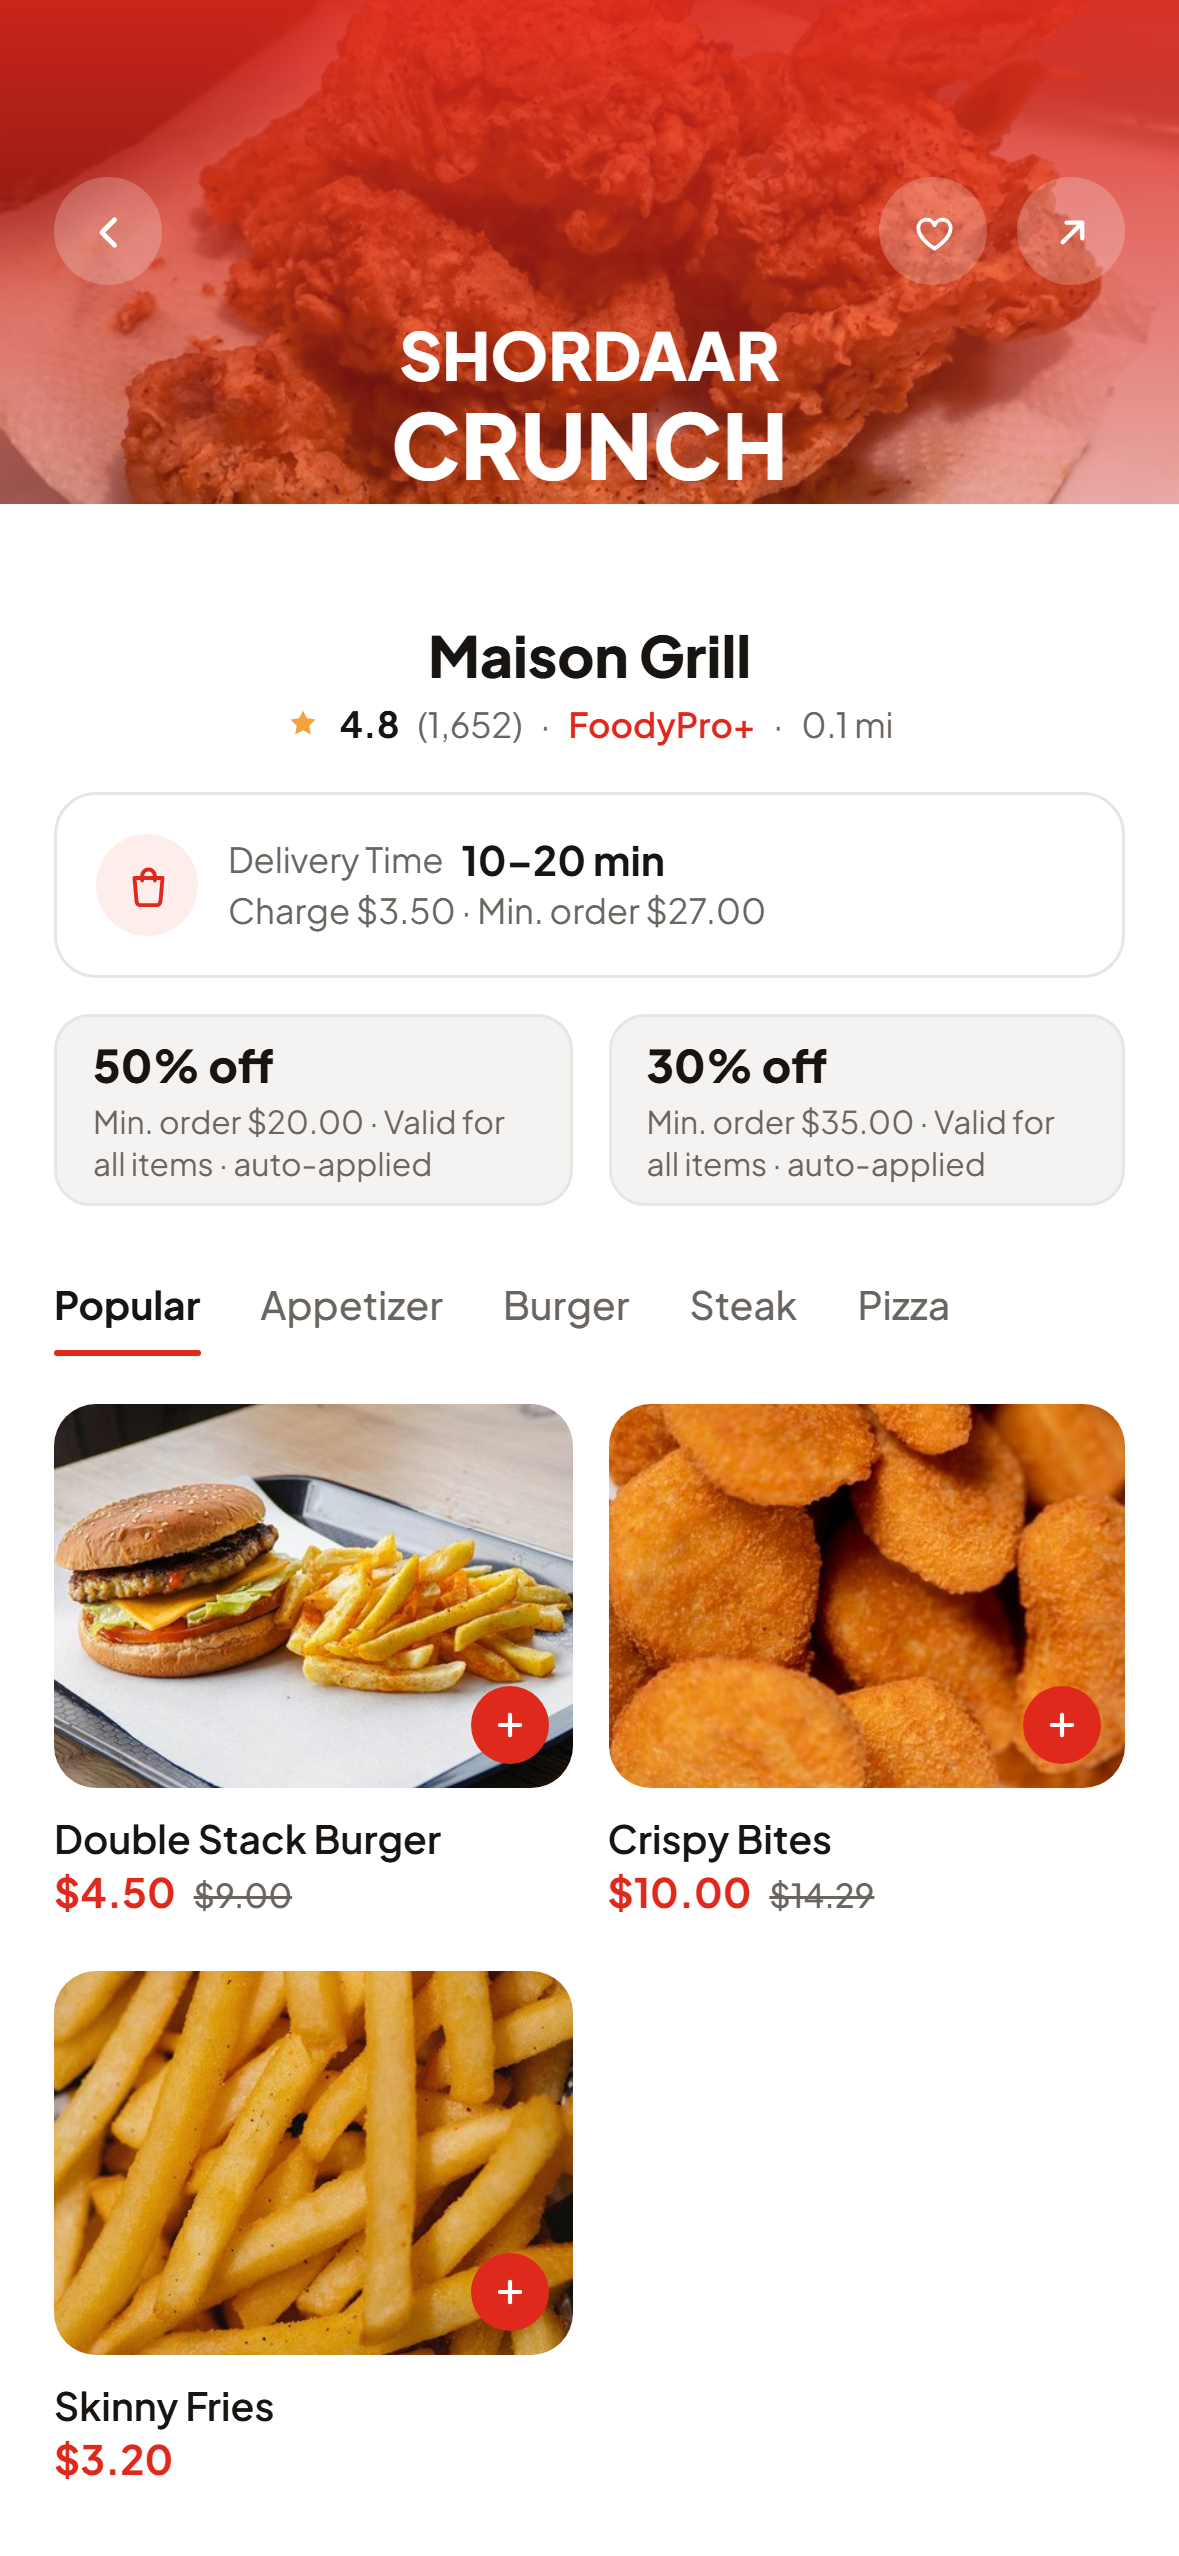 SHORDAAR
CRUNCH
Maison Grill
4.8 (1,652) · FoodyPro+ · 0.1 mi
Delivery Time 10–20 min
Charge $3.50 · Min. order $27.00
50% off
Min. order $20.00 · Valid for
all items · auto-applied
30% off
Min. order $35.00 · Valid for
all items · auto-applied
Popular Appetizer Burger Steak Pizza
Double Stack Burger
$4.50 $9.00
Crispy Bites
$10.00 $14.29
Skinny Fries
$3.20